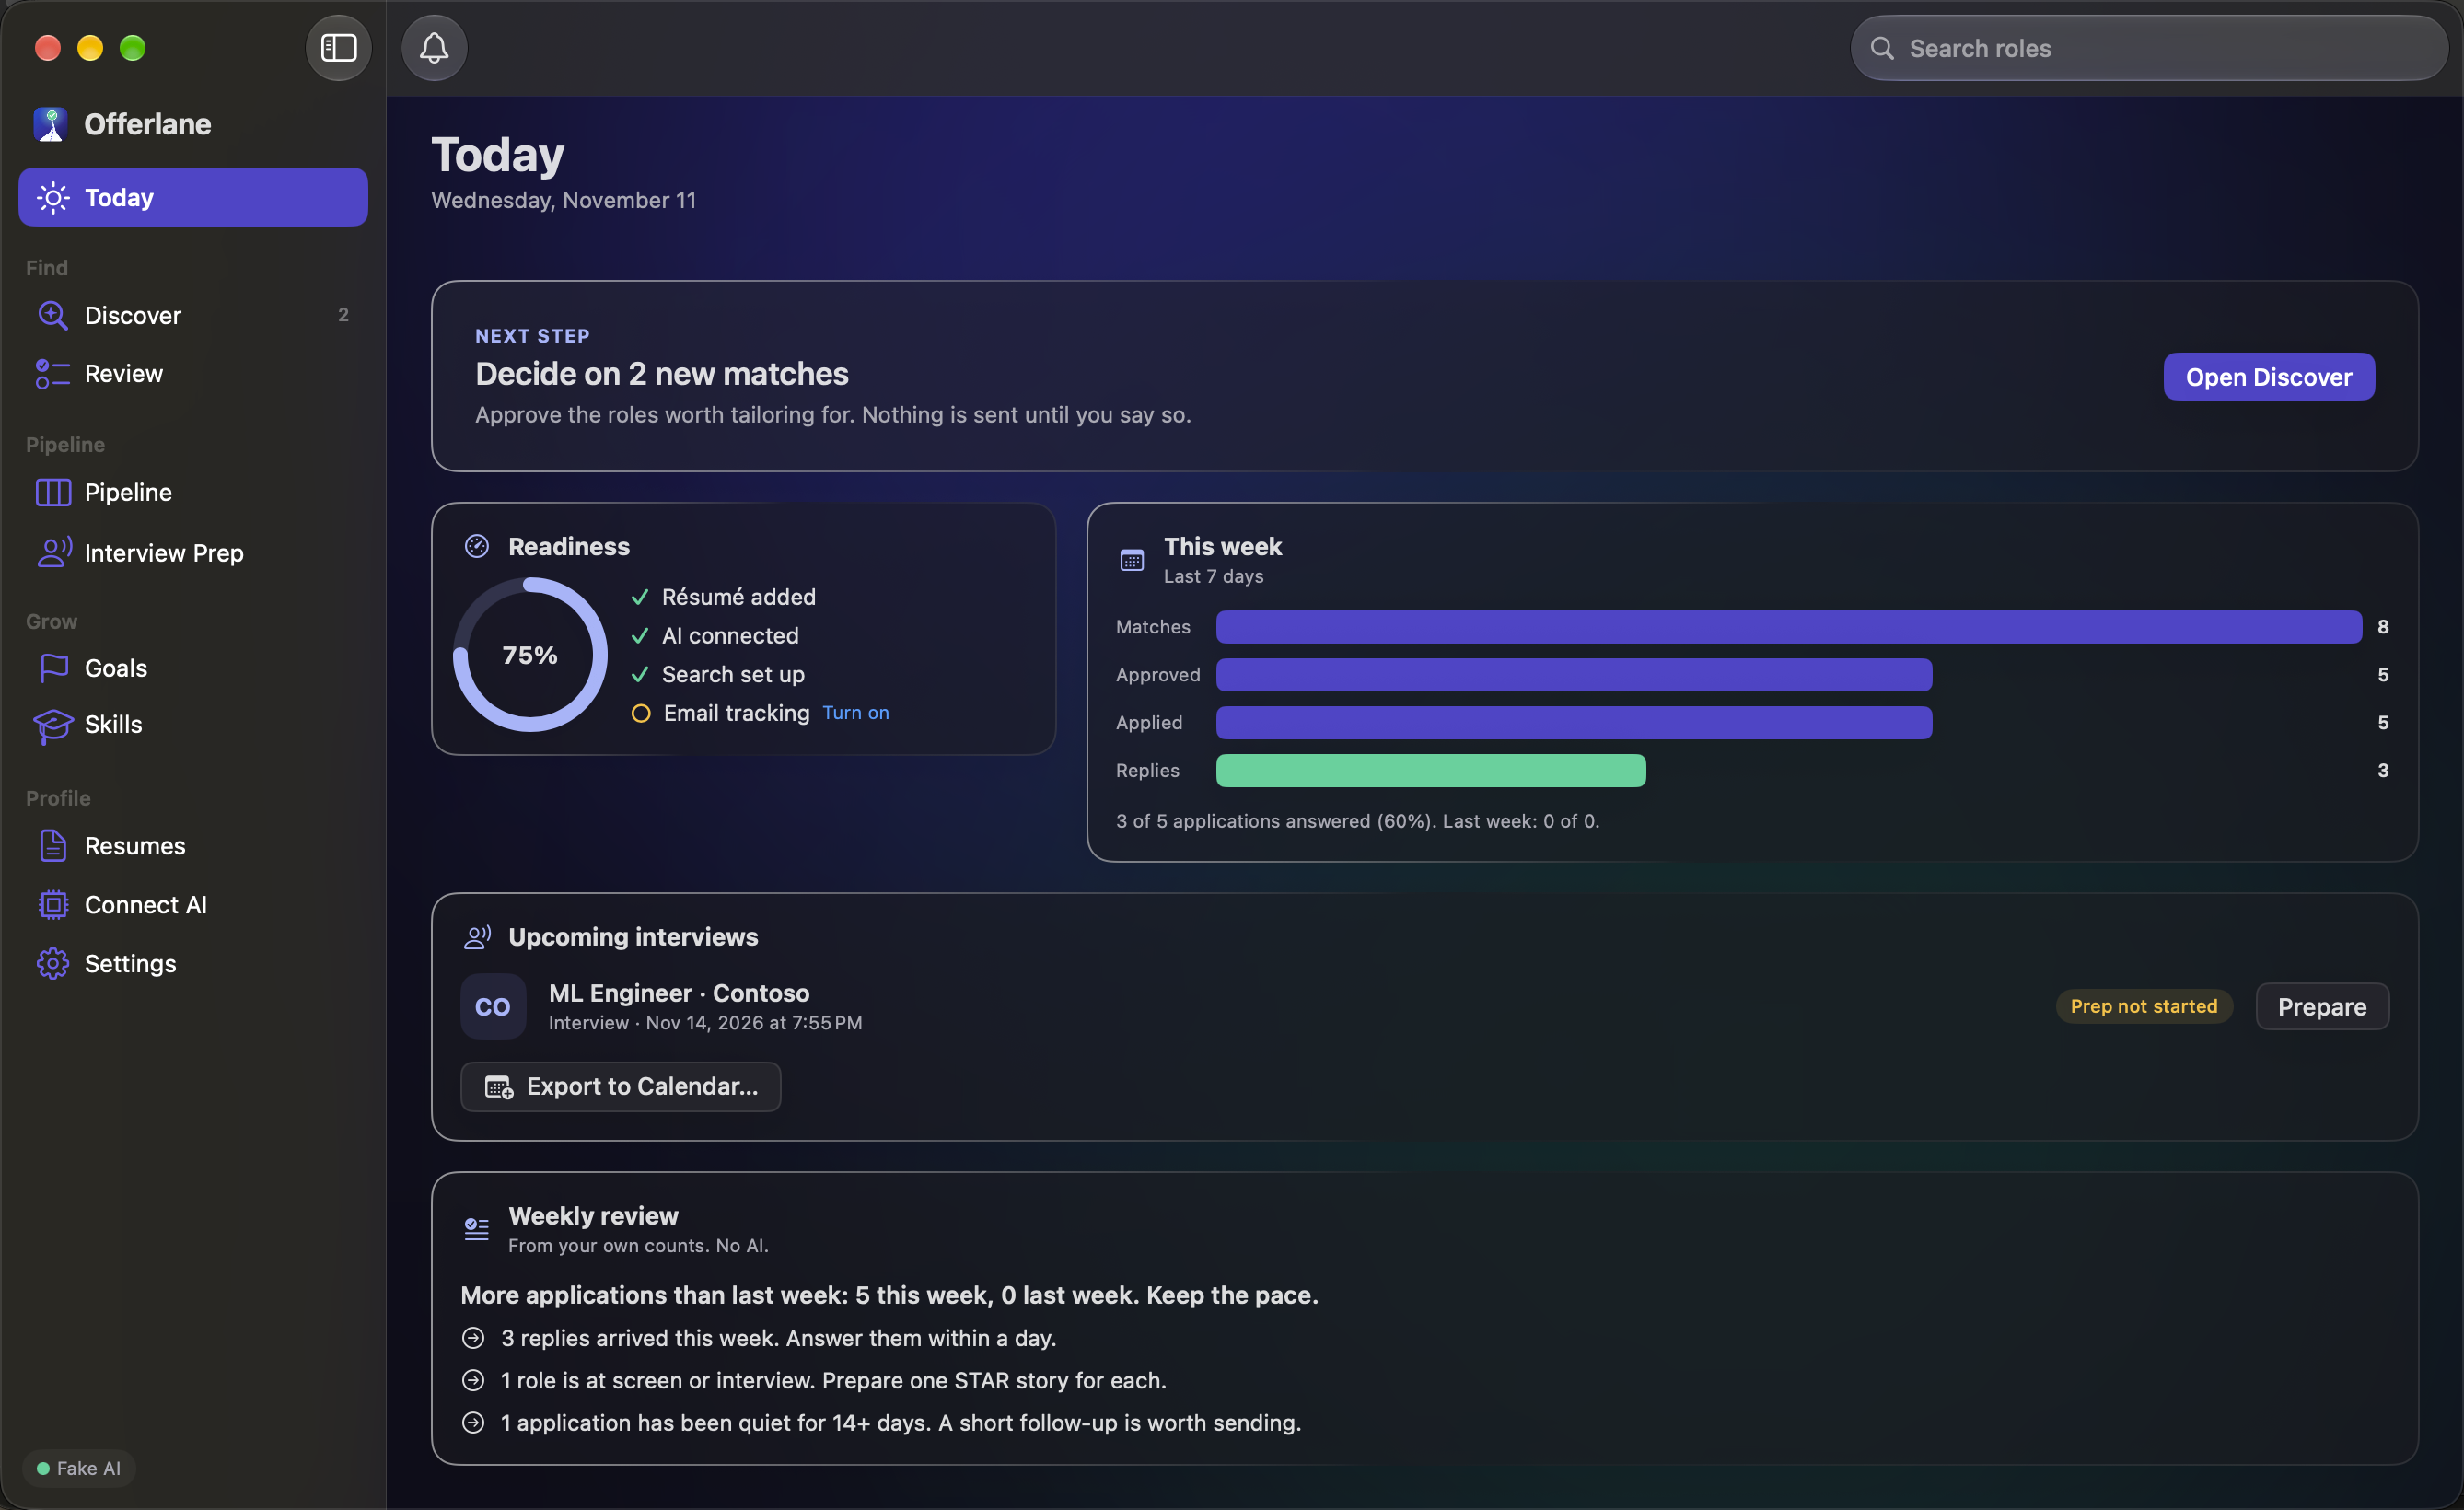 Search roles
Offerlane
Today
Find
Discover 2
Review
Pipeline
Pipeline
Interview Prep
Grow
Goals
Skills
Profile
Resumes
Connect AI
Settings
Fake AI
Today
Wednesday, November 11
NEXT STEP
Decide on 2 new matches
Approve the roles worth tailoring for. Nothing is sent until you say so.
Open Discover
Readiness
75%
Résumé added
AI connected
Search set up
Email tracking Turn on
This week
Last 7 days
Matches 8
Approved 5
Applied 5
Replies 3
3 of 5 applications answered (60%). Last week: 0 of 0.
Upcoming interviews
CO
ML Engineer · Contoso
Interview · Nov 14, 2026 at 7:55 PM
Prep not started
Prepare
Export to Calendar...
Weekly review
From your own counts. No AI.
More applications than last week: 5 this week, 0 last week. Keep the pace.
3 replies arrived this week. Answer them within a day.
1 role is at screen or interview. Prepare one STAR story for each.
1 application has been quiet for 14+ days. A short follow-up is worth sending.